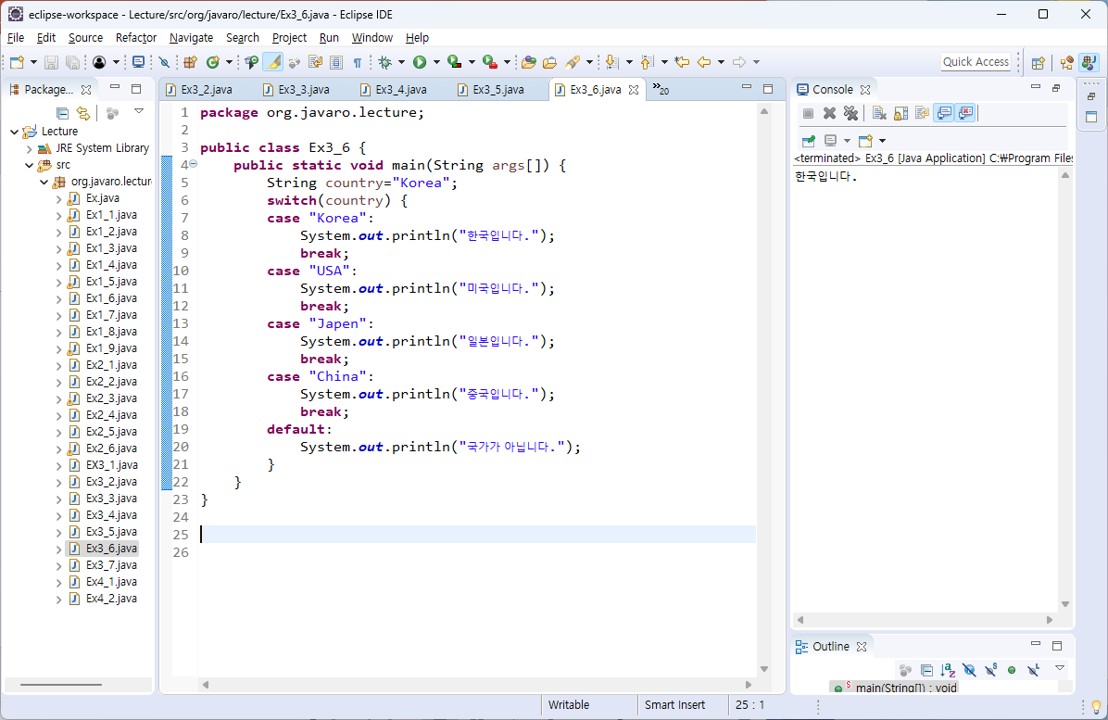 eclipse-workspace - Lecture/src/org/javaro/lecture/Ex3_6.java - Eclipse IDE
File Edit Source Refactor Navigate Search Project Run Window Help
Quick Access
Package...
Lecture
JRE System Library
src
org.javaro.lectur
Ex.java
Ex1_1.java
Ex1_2.java
Ex1_3.java
Ex1_4.java
Ex1_5.java
Ex1_6.java
Ex1_7.java
Ex1_8.java
Ex1_9.java
Ex2_1.java
Ex2_2.java
Ex2_3.java
Ex2_4.java
Ex2_5.java
Ex2_6.java
EX3_1.java
Ex3_2.java
Ex3_3.java
Ex3_4.java
Ex3_5.java
Ex3_6.java
Ex3_7.java
Ex4_1.java
Ex4_2.java
Ex3_2.java Ex3_3.java Ex3_4.java Ex3_5.java Ex3_6.java »20
1 package org.javaro.lecture;
2
3 public class Ex3_6 {
4 public static void main(String args[]) {
5 String country="Korea";
6 switch(country) {
7 case "Korea":
8 System.out.println("한국입니다.");
9 break;
10 case "USA":
11 System.out.println("미국입니다.");
12 break;
13 case "Japen":
14 System.out.println("일본입니다.");
15 break;
16 case "China":
17 System.out.println("중국입니다.");
18 break;
19 default:
20 System.out.println("국가가 아닙니다.");
21 }
22 }
23 }
24
25
26
Console
<terminated> Ex3_6 [Java Application] C:₩Program Files
한국입니다.
Outline
main(String[]) : void
Writable Smart Insert 25 : 1